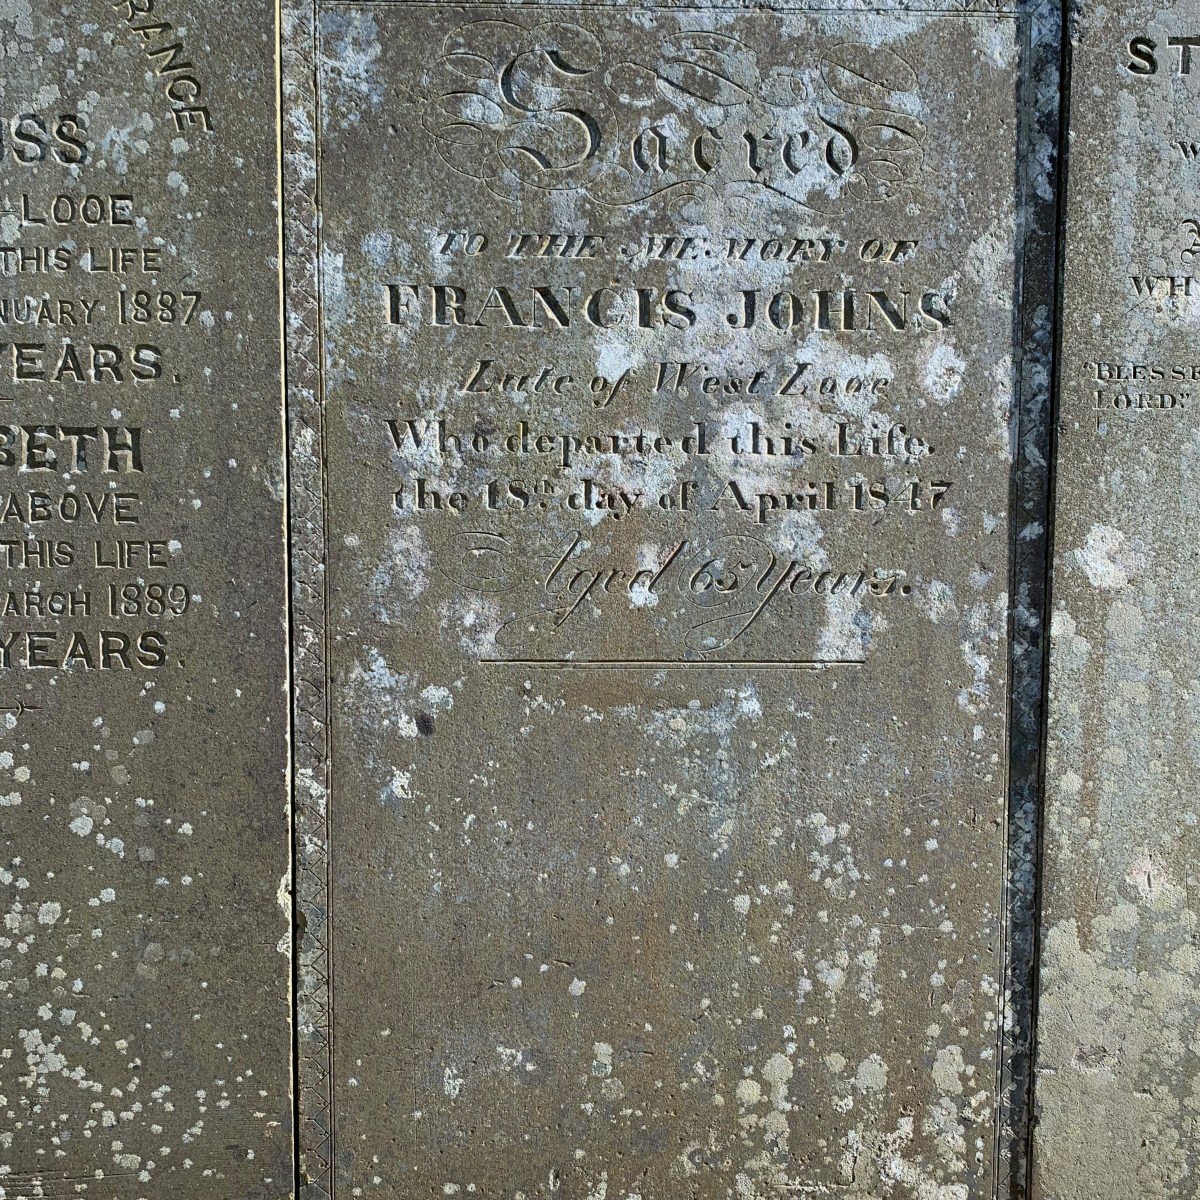 RANCE
USS
LOOE
THIS LIFE
NUARY 1887
YEARS.
BETH
ABOVE
THIS LIFE
ARCH 1889
YEARS.
Sacred
TO THE MEMORY OF
FRANCIS JOHNS
Late of West Looe
Who departed this Life.
the 18th. day of April 1847
Aged 65 Years.
ST
W
WH
"BLESSE
LORD."